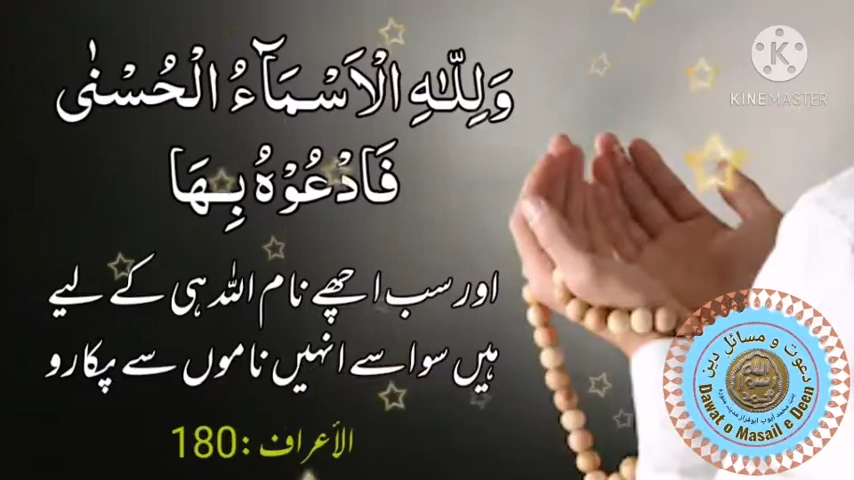 وَلِلّٰهِ الْاَسْمَآءُ الْحُسْنٰى
فَادْعُوْهُ بِهَا
اور سب اچھے نام اللہ ہی کے لیے
ہیں سو اسے انہیں ناموں سے پکارو
الأعراف :180
KINEMASTER
دعوت و مسائل دین
Dawat o Masail e Deen